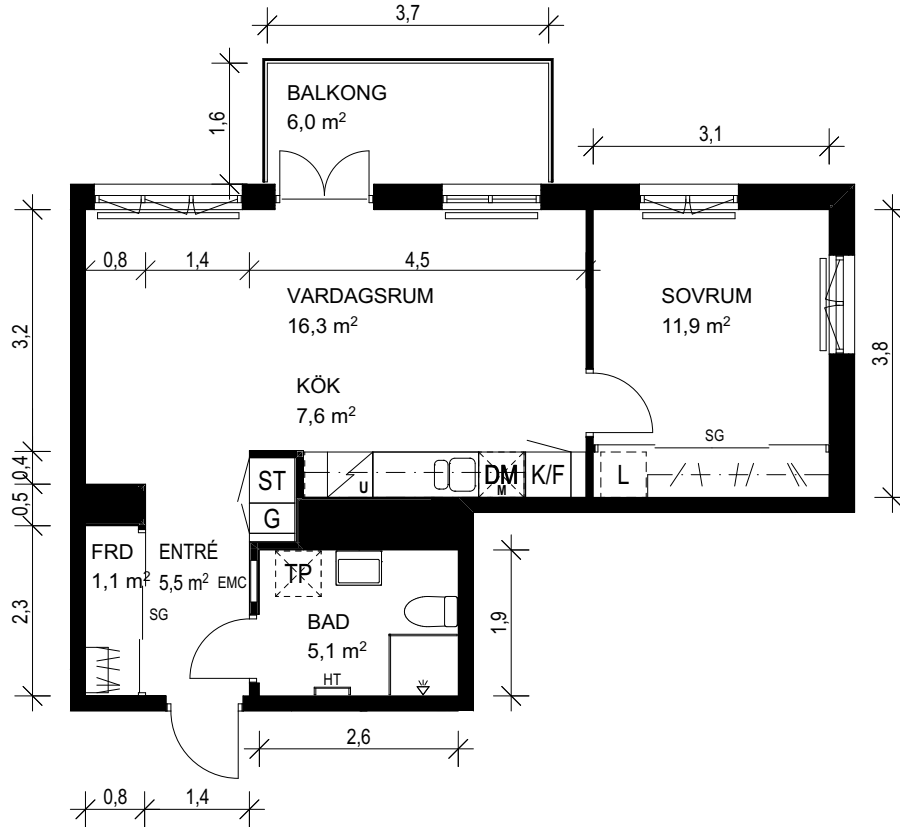 3,7
BALKONG
6,0 m²
1,6
3,1
0,8
1,4
4,5
VARDAGSRUM
16,3 m²
SOVRUM
11,9 m²
3,2
3,8
KÖK
7,6 m²
SG
0,4
ST
U
DM
M
K/F
L
0,5
G
FRD
1,1 m²
ENTRÉ
5,5 m²
EMC
TP
SG
2,3
BAD
5,1 m²
1,9
HT
2,6
0,8
1,4